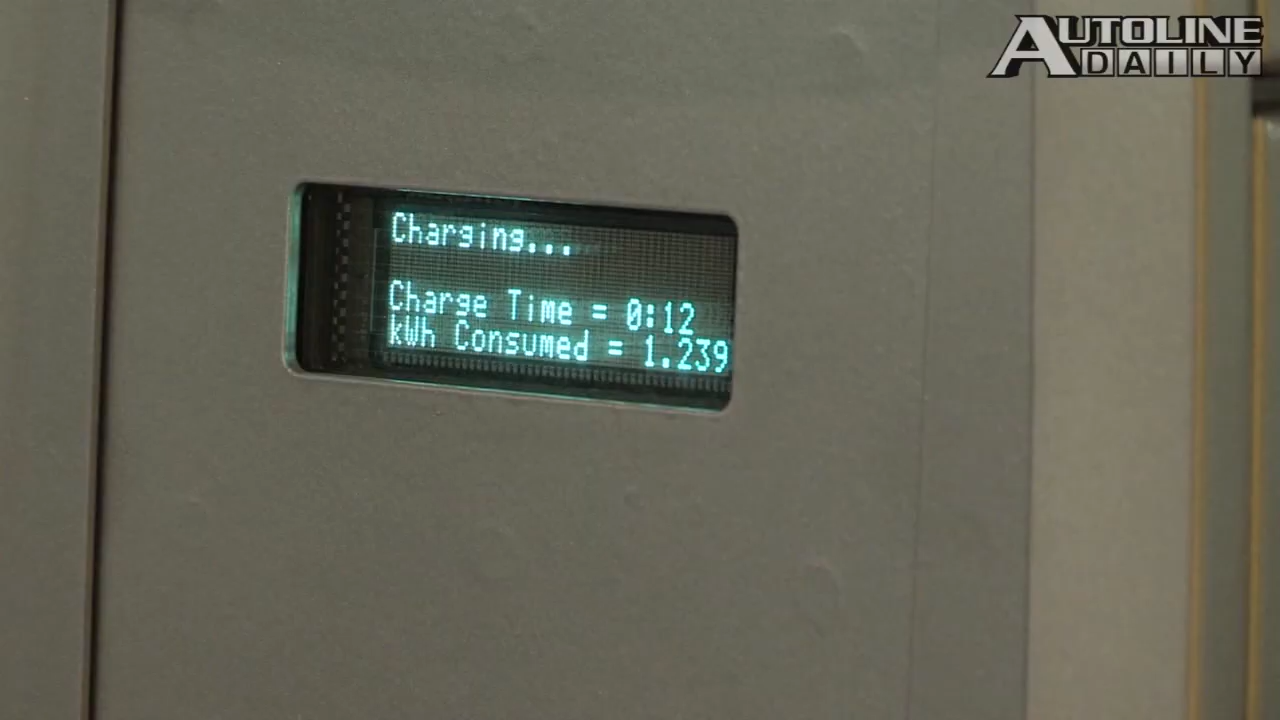 AUTOLINE
DAILY
Charging...
Charge Time = 0:12
kWh Consumed = 1.239